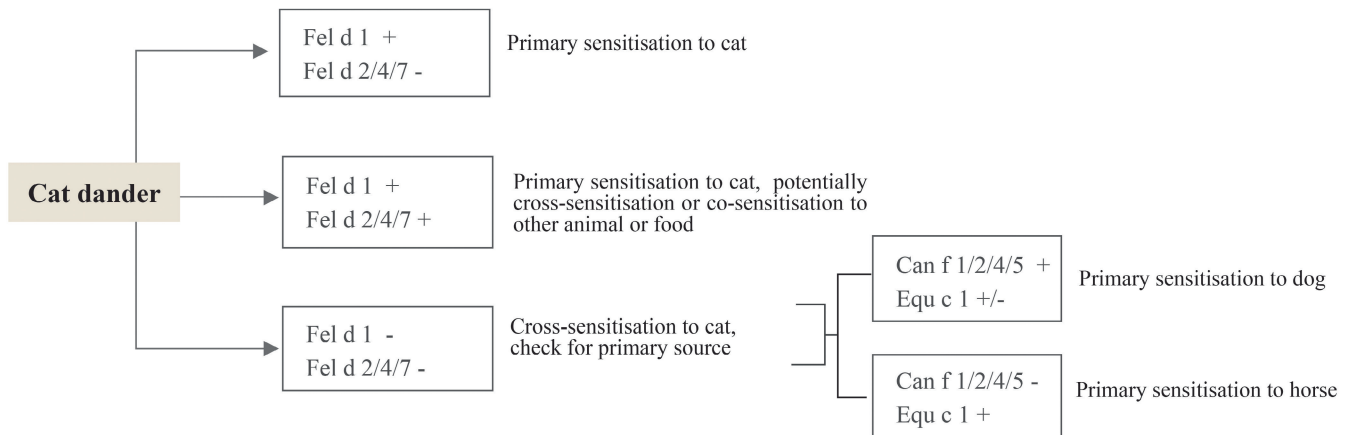 Fel d 1 +
Fel d 2/4/7 -
Primary sensitisation to cat
Cat dander
Fel d 1 +
Fel d 2/4/7 +
Primary sensitisation to cat, potentially
cross-sensitisation or co-sensitisation to
other animal or food
Fel d 1 -
Fel d 2/4/7 -
Cross-sensitisation to cat,
check for primary source
Can f 1/2/4/5 +
Equ c 1 +/-
Primary sensitisation to dog
Can f 1/2/4/5 -
Equ c 1 +
Primary sensitisation to horse